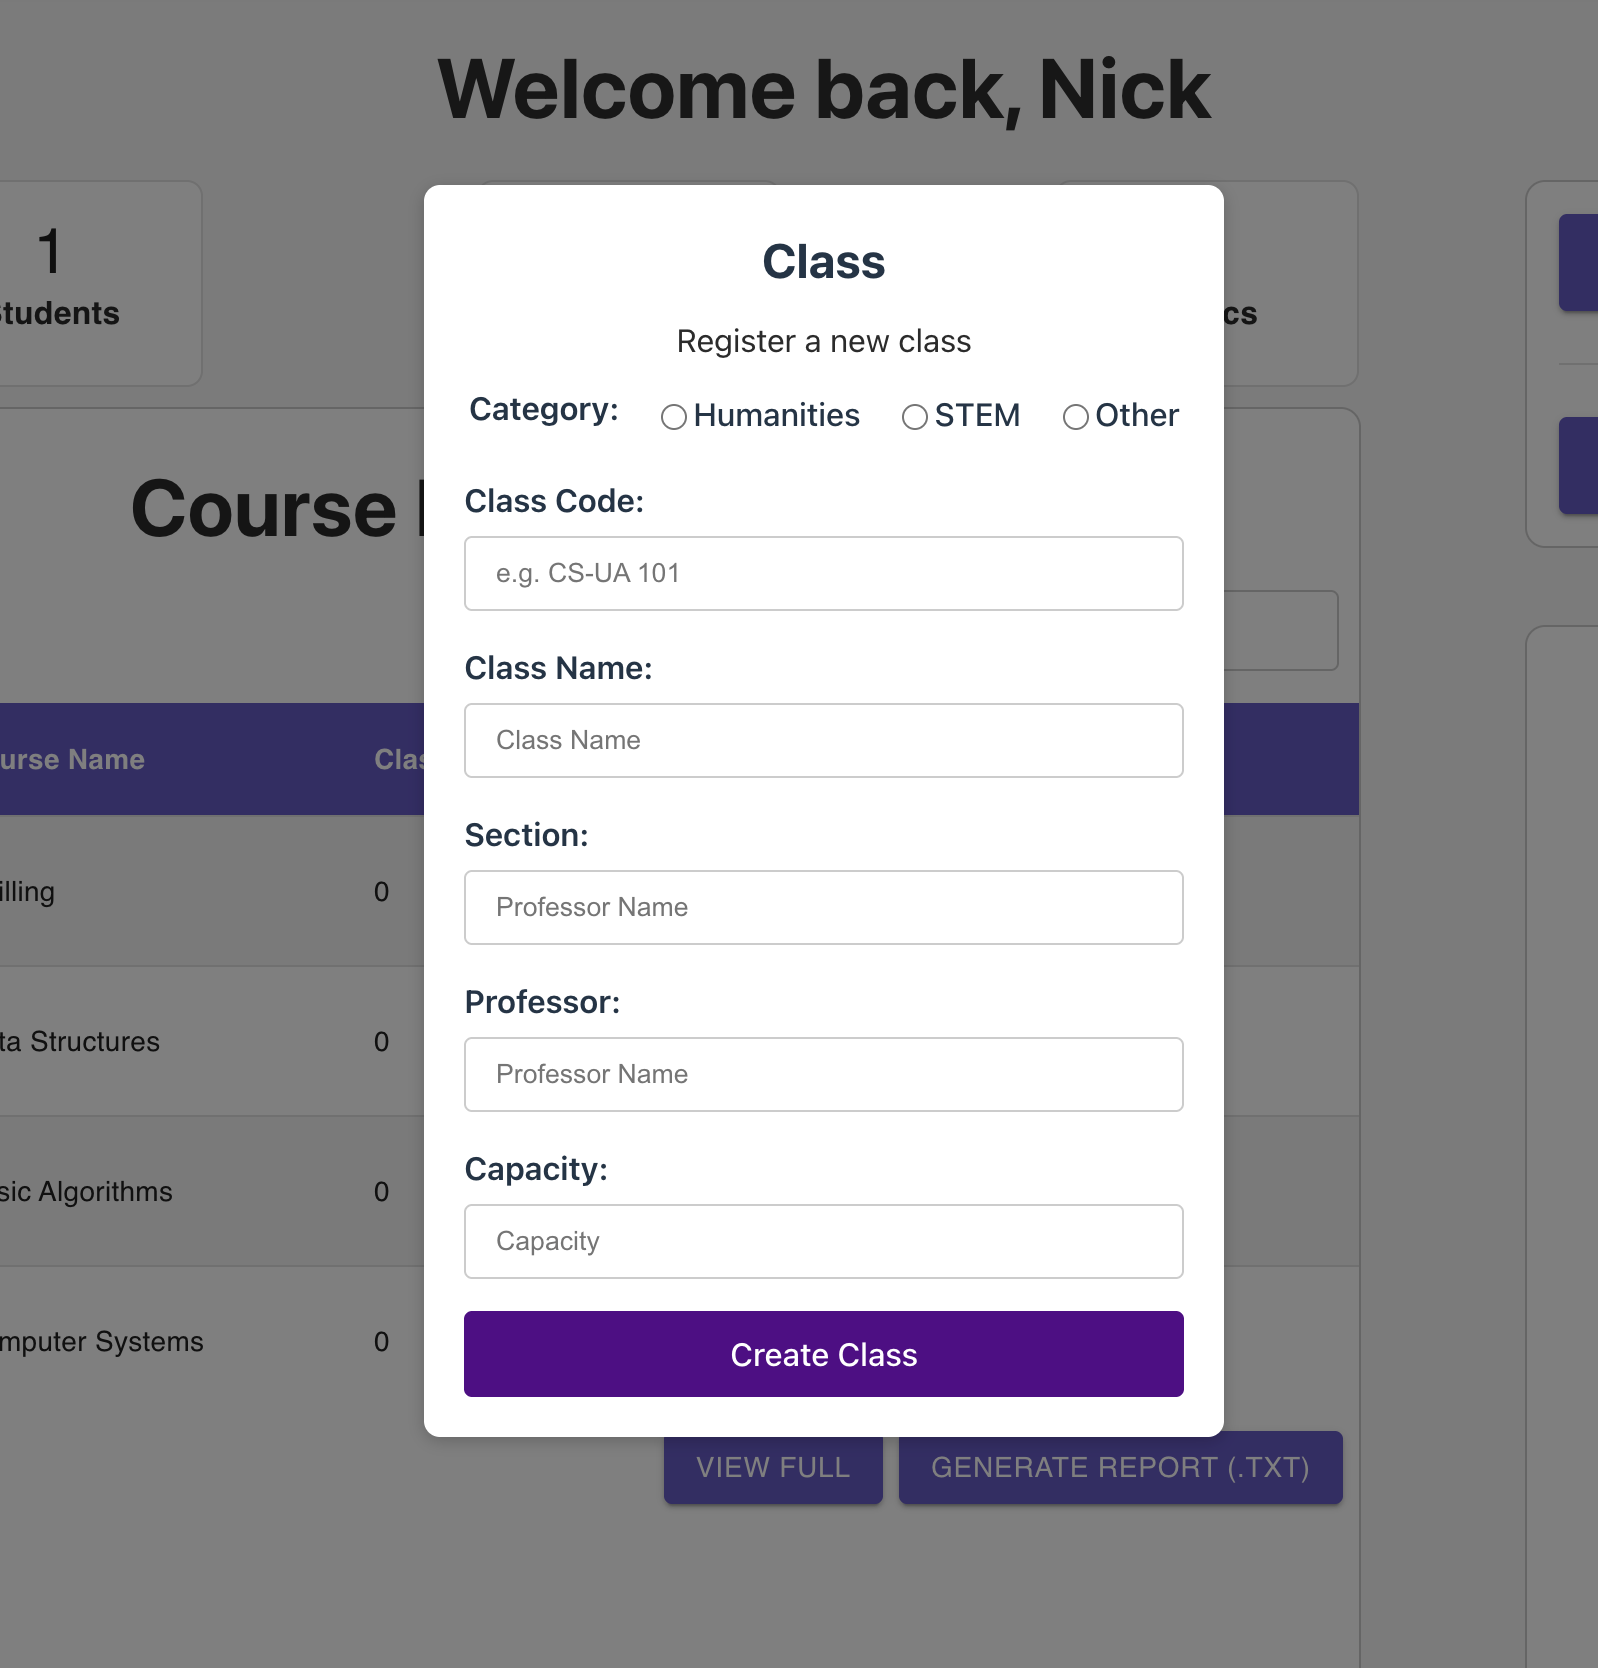 Welcome back, Nick
1
Students
cs
Class
Register a new class
Category: Humanities STEM Other
Course
Class Code:
e.g. CS-UA 101
Class Name:
Class Name
urse Name Clas
Section:
Professor Name
illing 0
Professor:
ta Structures 0
Professor Name
Capacity:
sic Algorithms 0
Capacity
mputer Systems 0
Create Class
VIEW FULL GENERATE REPORT (.TXT)